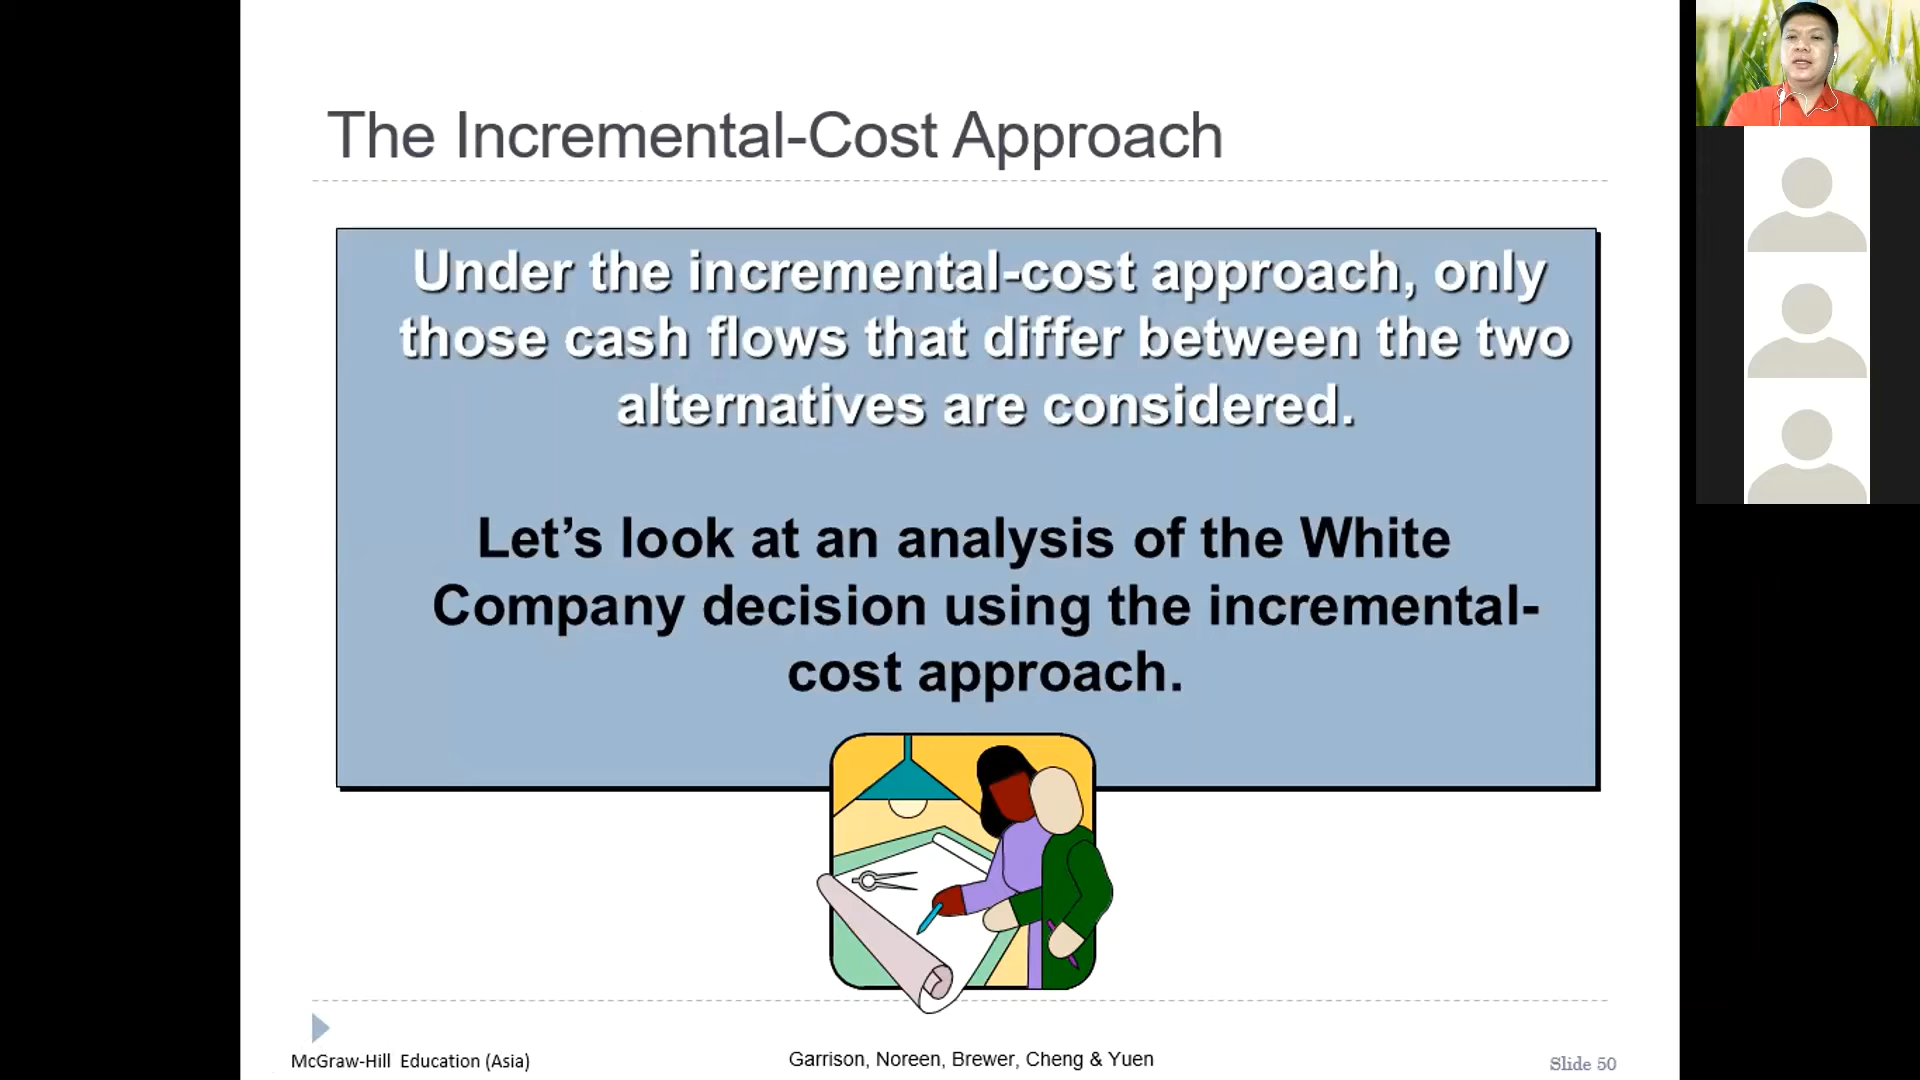 The Incremental-Cost Approach
Under the incremental-cost approach, only
those cash flows that differ between the two
alternatives are considered.
Let’s look at an analysis of the White
Company decision using the incremental-
cost approach.
McGraw-Hill Education (Asia)
Garrison, Noreen, Brewer, Cheng & Yuen
Slide 50